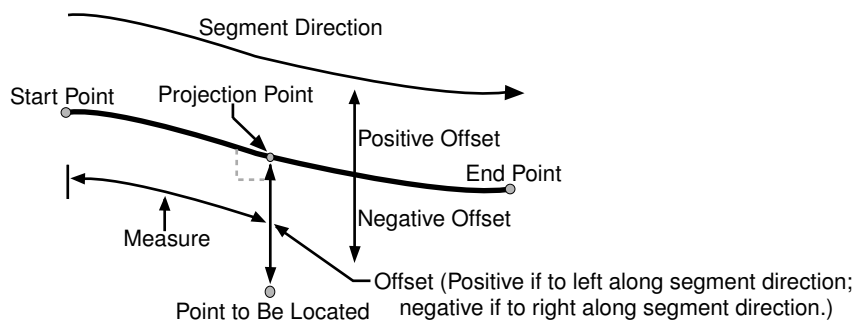 Segment Direction
Start Point
Projection Point
Positive Offset
End Point
Negative Offset
Measure
Offset (Positive if to left along segment direction;
negative if to right along segment direction.)
Point to Be Located